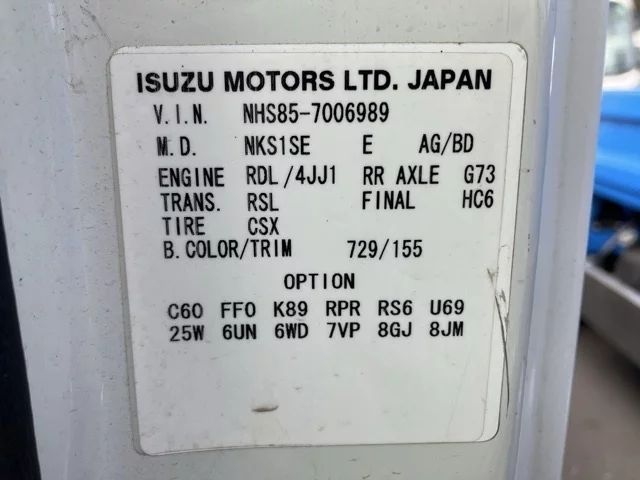 ISUZU MOTORS LTD. JAPAN
V.I.N. NHS85-7006989
M.D. NKS1SE E AG/BD
ENGINE RDL/4JJ1 RR AXLE G73
TRANS. RSL FINAL HC6
TIRE CSX
B.COLOR/TRIM 729/155
OPTION
C60 FF0 K89 RPR RS6 U69
25W 6UN 6WD 7VP 8GJ 8JM